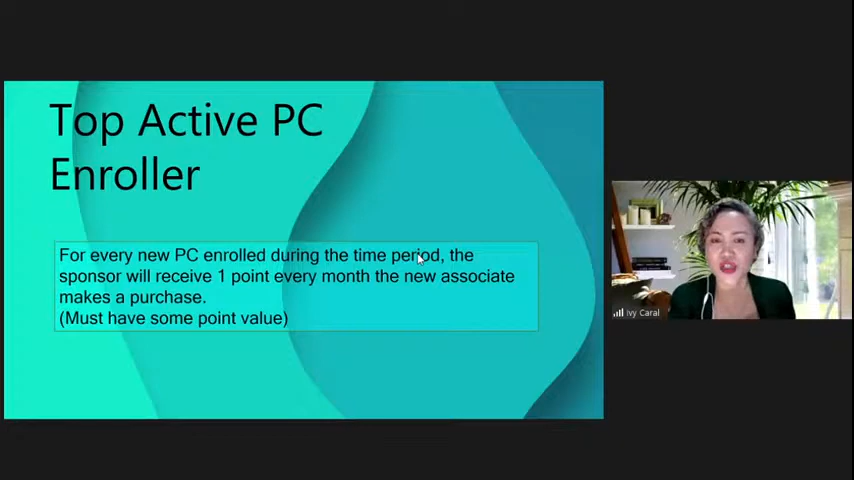 Top Active PC
Enroller
For every new PC enrolled during the time period, the
sponsor will receive 1 point every month the new associate
makes a purchase.
(Must have some point value)
Ivy Caral